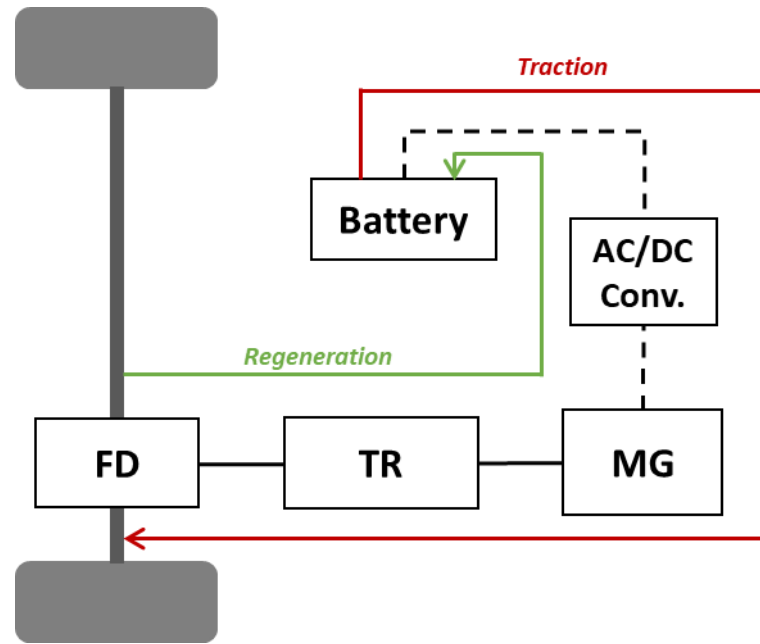 Traction
Battery
AC/DC
Conv.
Regeneration
FD
TR
MG